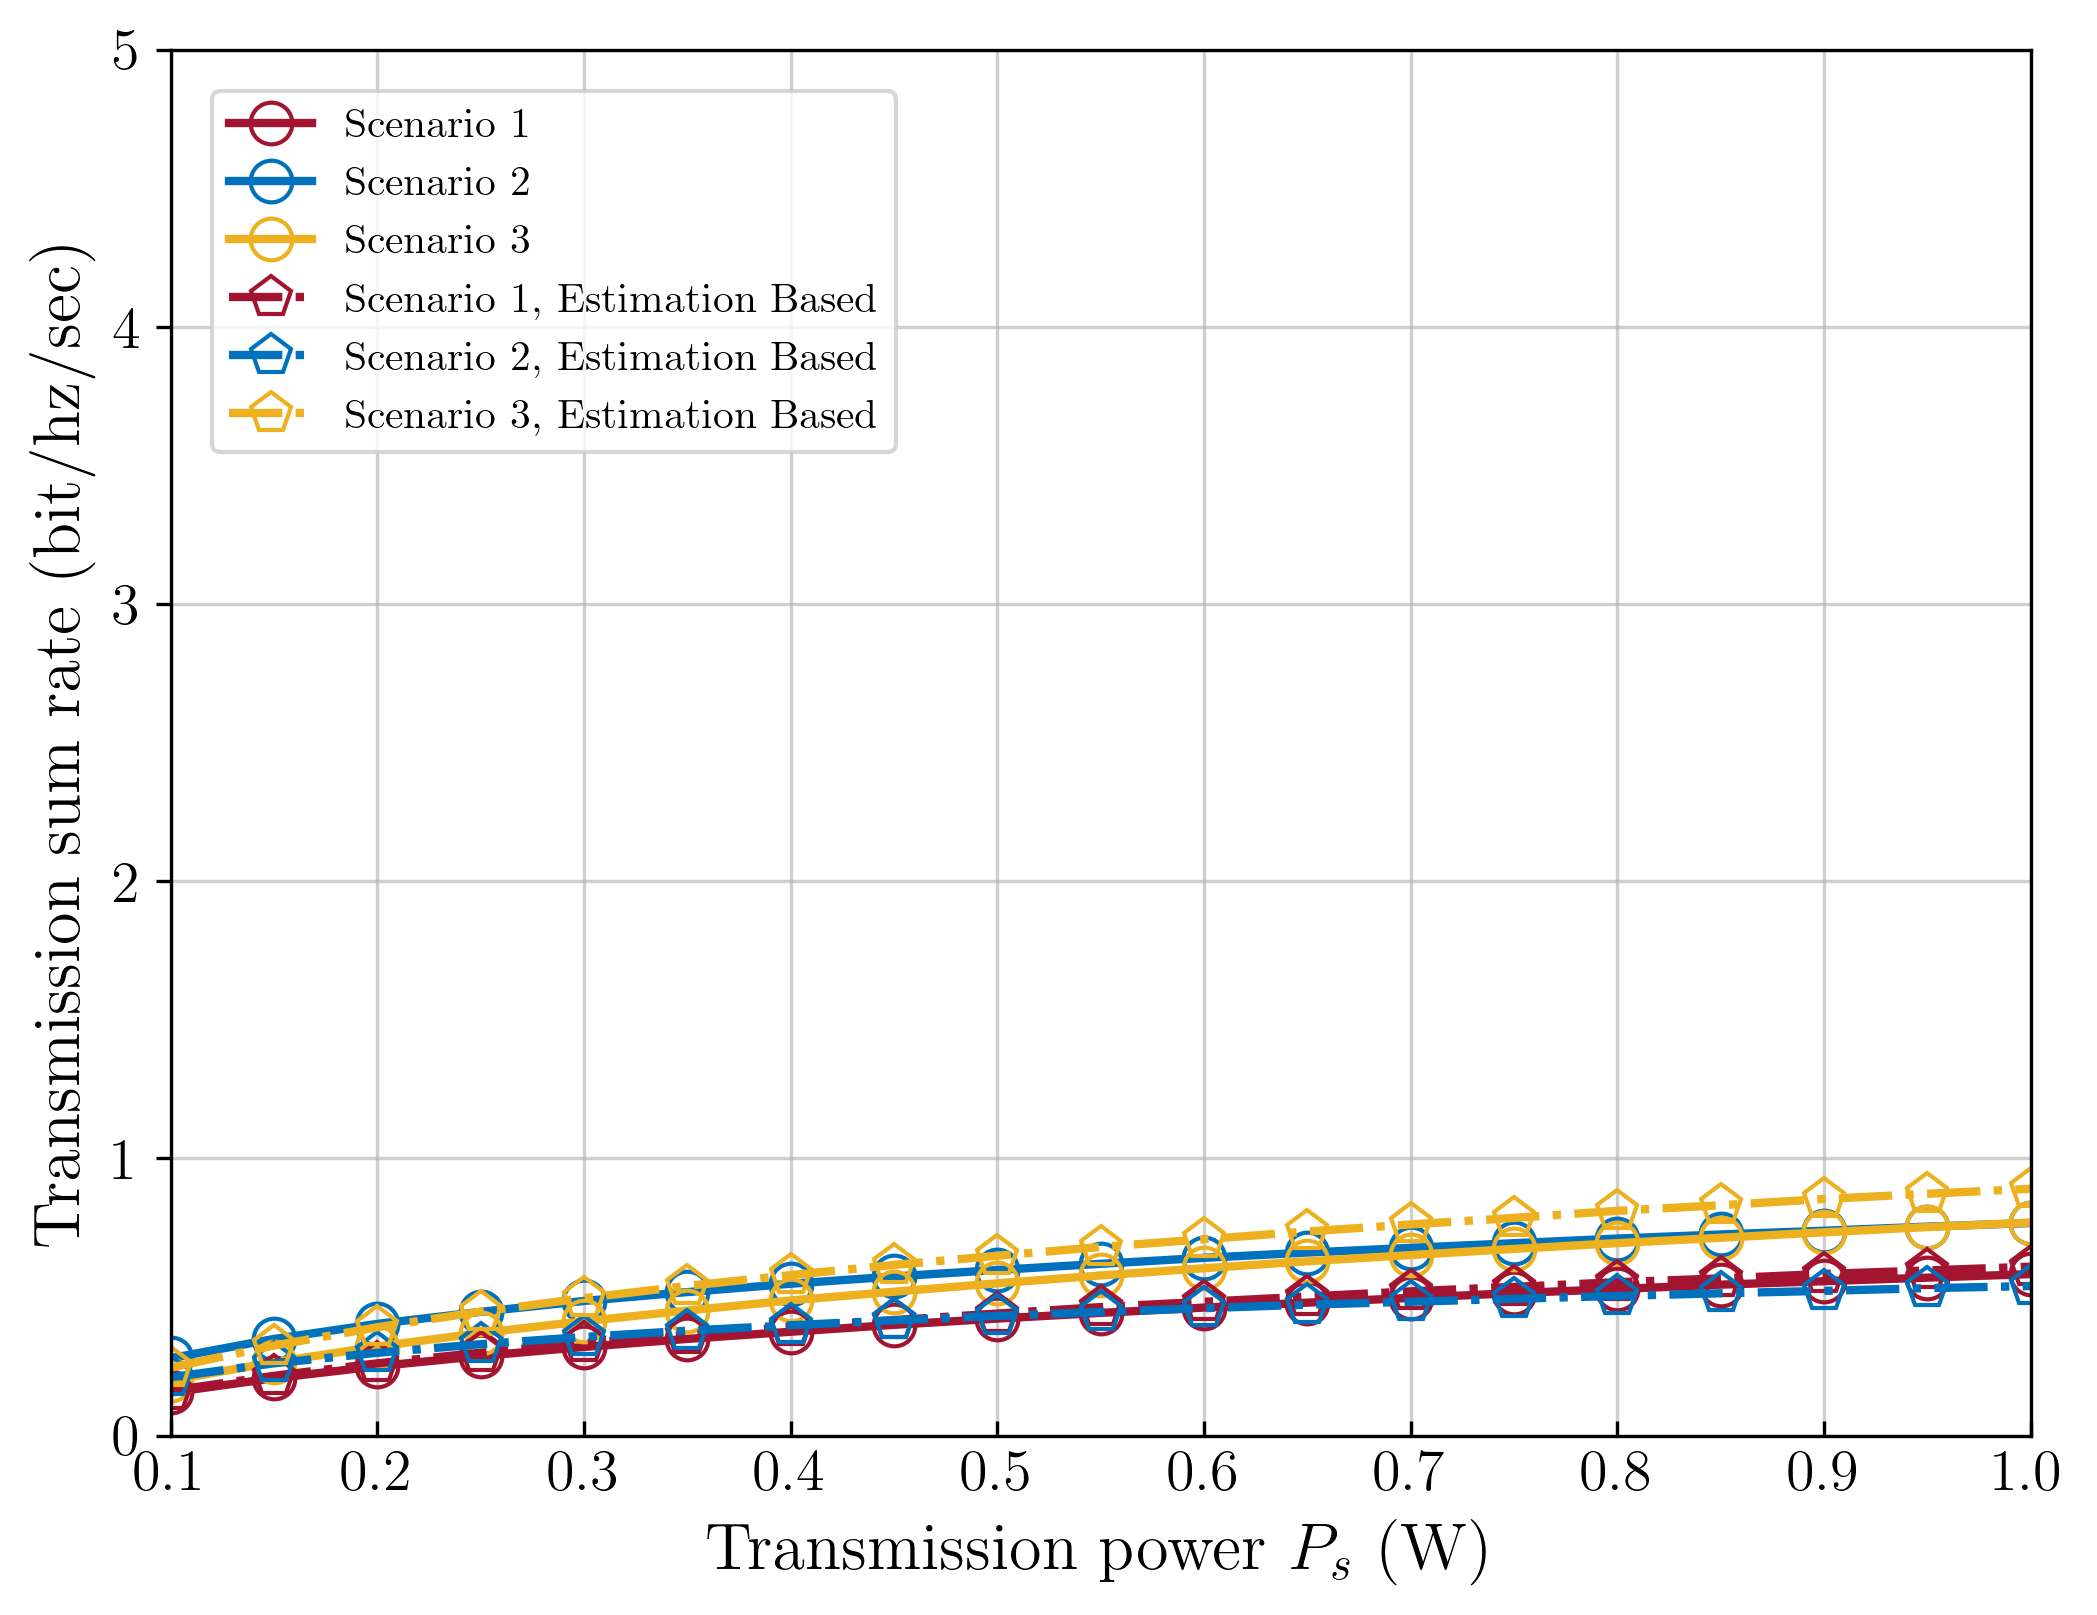 Transmission sum rate (bit/hz/sec)
5
4
3
2
1
0
Scenario 1
Scenario 2
Scenario 3
Scenario 1, Estimation Based
Scenario 2, Estimation Based
Scenario 3, Estimation Based
0.1 0.2 0.3 0.4 0.5 0.6 0.7 0.8 0.9 1.0
Transmission power $P_s$ (W)